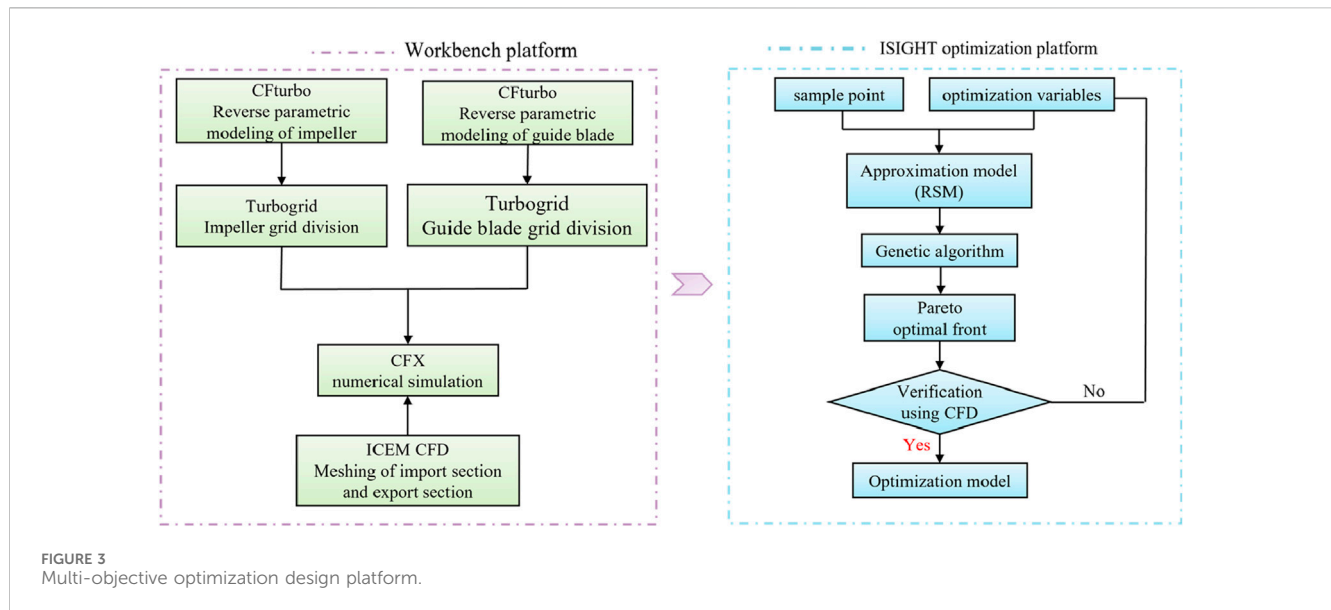 Workbench platform
CFturbo
Reverse parametric
modeling of impeller
CFturbo
Reverse parametric
modeling of guide blade
Turbogrid
Impeller grid division
Turbogrid
Guide blade grid division
CFX
numerical simulation
ICEM CFD
Meshing of import section
and export section
ISIGHT optimization platform
sample point
optimization variables
Approximation model
(RSM)
Genetic algorithm
Pareto
optimal front
Verification
using CFD
No
Yes
Optimization model
FIGURE 3
Multi-objective optimization design platform.